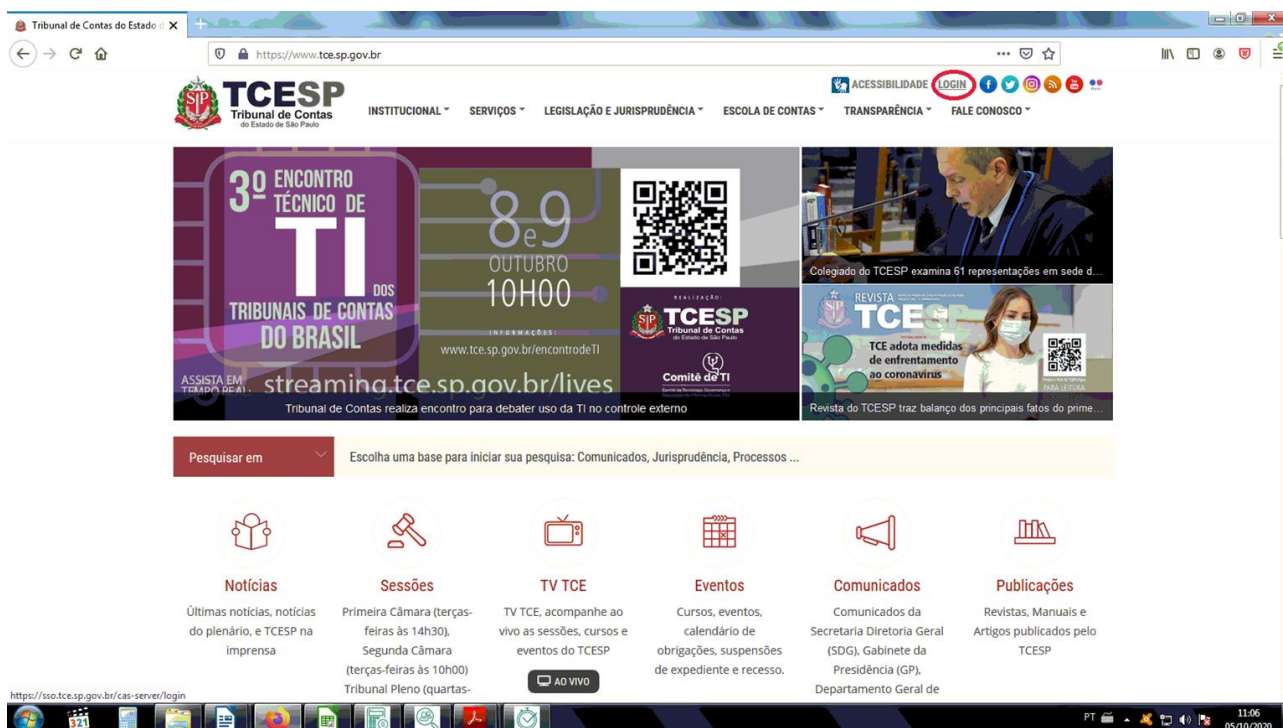 Tribunal de Contas do Estado d
https://www.tce.sp.gov.br
ACESSIBILIDADE LOGIN
TCESP
Tribunal de Contas
do Estado de São Paulo
INSTITUCIONAL SERVIÇOS LEGISLAÇÃO E JURISPRUDÊNCIA ESCOLA DE CONTAS TRANSPARÊNCIA FALE CONOSCO
3º ENCONTRO
TÉCNICO DE
TI
DOS
TRIBUNAIS DE CONTAS
DO BRASIL
8 e 9
OUTUBRO
10H00
INFORMAÇÕES:
www.tce.sp.gov.br/encontrodeTI
REALIZAÇÃO:
TCESP
Tribunal de Contas
do Estado de São Paulo
Comitê de TI
ASSISTA EM
TEMPO REAL:
streaming.tce.sp.gov.br/lives
Tribunal de Contas realiza encontro para debater uso da TI no controle externo
Colegiado do TCESP examina 61 representações em sede d...
REVISTA
TCESP
TCE adota medidas
de enfrentamento
ao coronavírus
PARA LEITURA
Revista do TCESP traz balanço dos principais fatos do prime...
Pesquisar em
Escolha uma base para iniciar sua pesquisa: Comunicados, Jurisprudência, Processos ...
Notícias
Últimas notícias, notícias
do plenário, e TCESP na
imprensa
Sessões
Primeira Câmara (terças-
feiras às 14h30),
Segunda Câmara
(terças-feiras às 10h00)
Tribunal Pleno (quartas-
TV TCE
TV TCE, acompanhe ao
vivo as sessões, cursos e
eventos do TCESP
AO VIVO
Eventos
Cursos, eventos,
calendário de
obrigações, suspensões
de expediente e recesso.
Comunicados
Comunicados da
Secretaria Diretoria Geral
(SDG), Gabinete da
Presidência (GP),
Departamento Geral de
Publicações
Revistas, Manuais e
Artigos publicados pelo
TCESP
https://sso.tce.sp.gov.br/cas-server/login
321
PT
11:06
05/10/2020